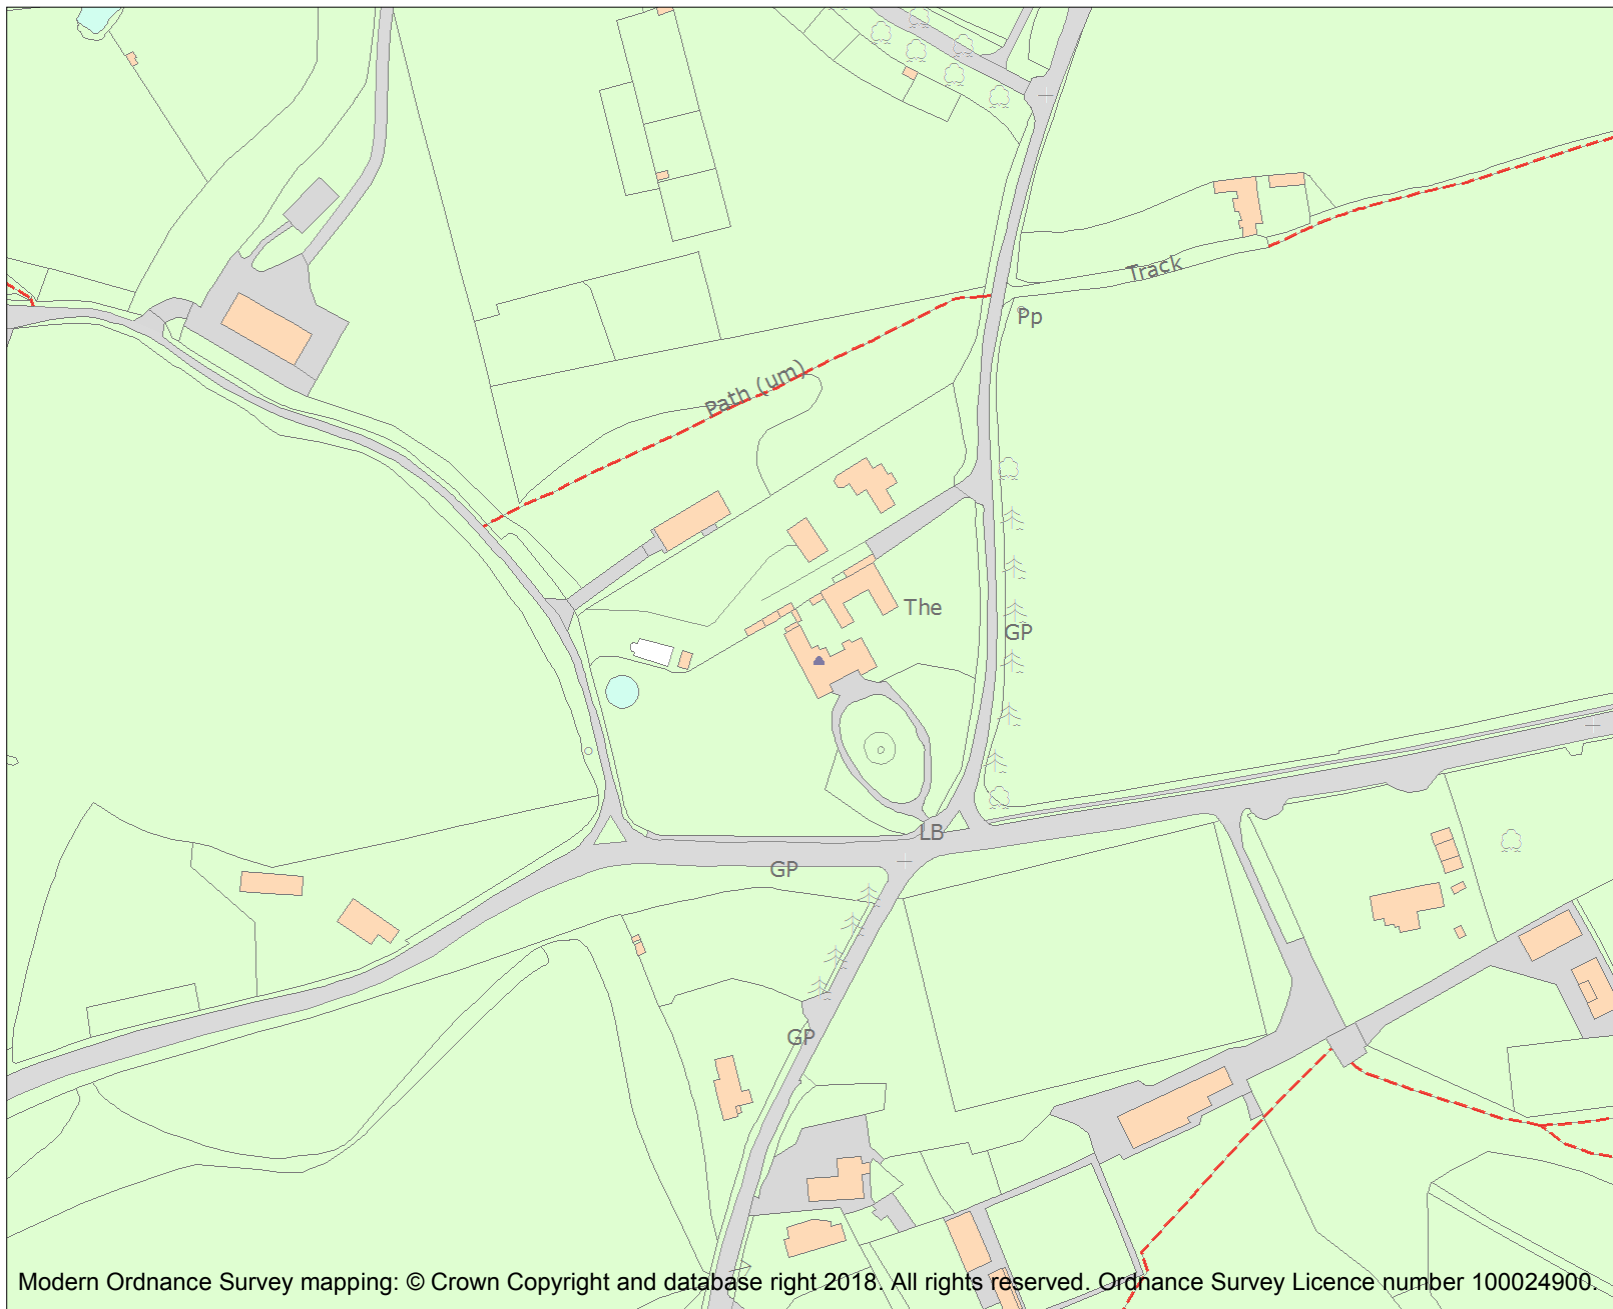 Track
Pp
Path (um)
The
GP
LB
GP
GP
Modern Ordnance Survey mapping: © Crown Copyright and database right 2018. All rights reserved. Ordnance Survey Licence number 100024900.